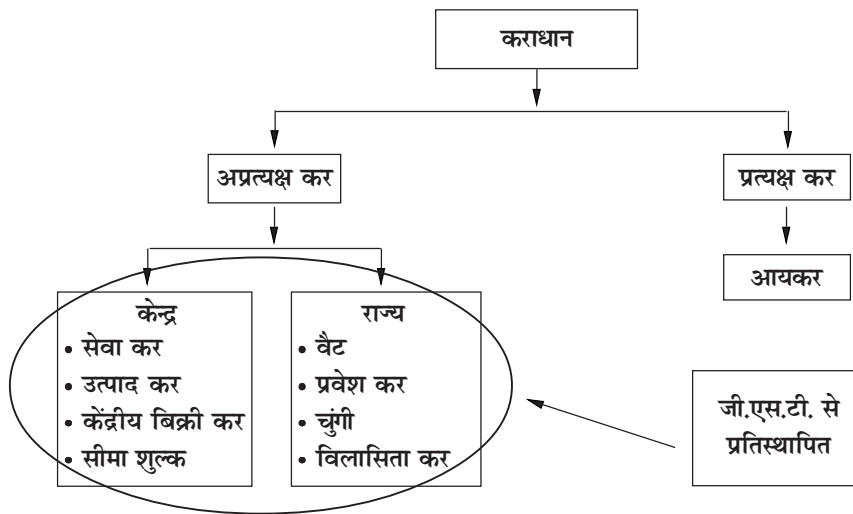 कराधान
अप्रत्यक्ष कर
प्रत्यक्ष कर
आयकर
केन्द्र
• सेवा कर
• उत्पाद कर
• केंद्रीय बिक्री कर
• सीमा शुल्क
राज्य
• वैट
• प्रवेश कर
• चुंगी
• विलासिता कर
जी.एस.टी. से
प्रतिस्थापित